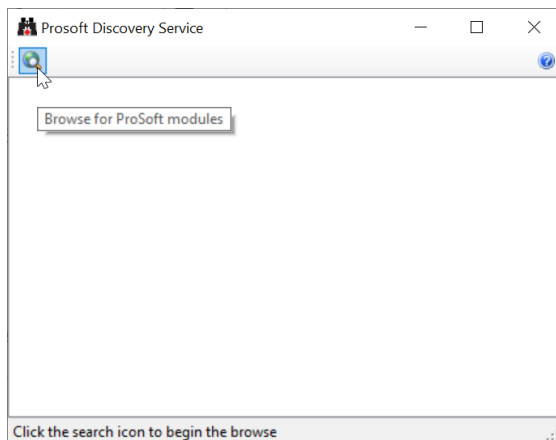 Prosoft Discovery Service
Browse for ProSoft modules
Click the search icon to begin the browse